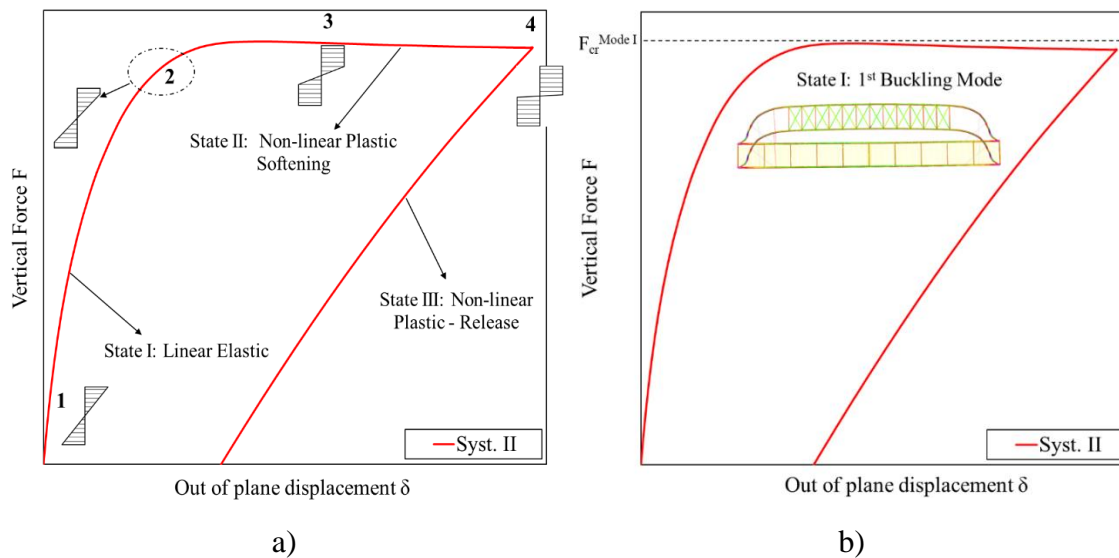 3
4
2
State II: Non-linear Plastic
Softening
Vertical Force F
State III: Non-linear
Plastic - Release
State I: Linear Elastic
1
Syst. II
Out of plane displacement δ
a)
F_cr^Mode I
State I: 1st Buckling Mode
Vertical Force F
Syst. II
Out of plane displacement δ
b)